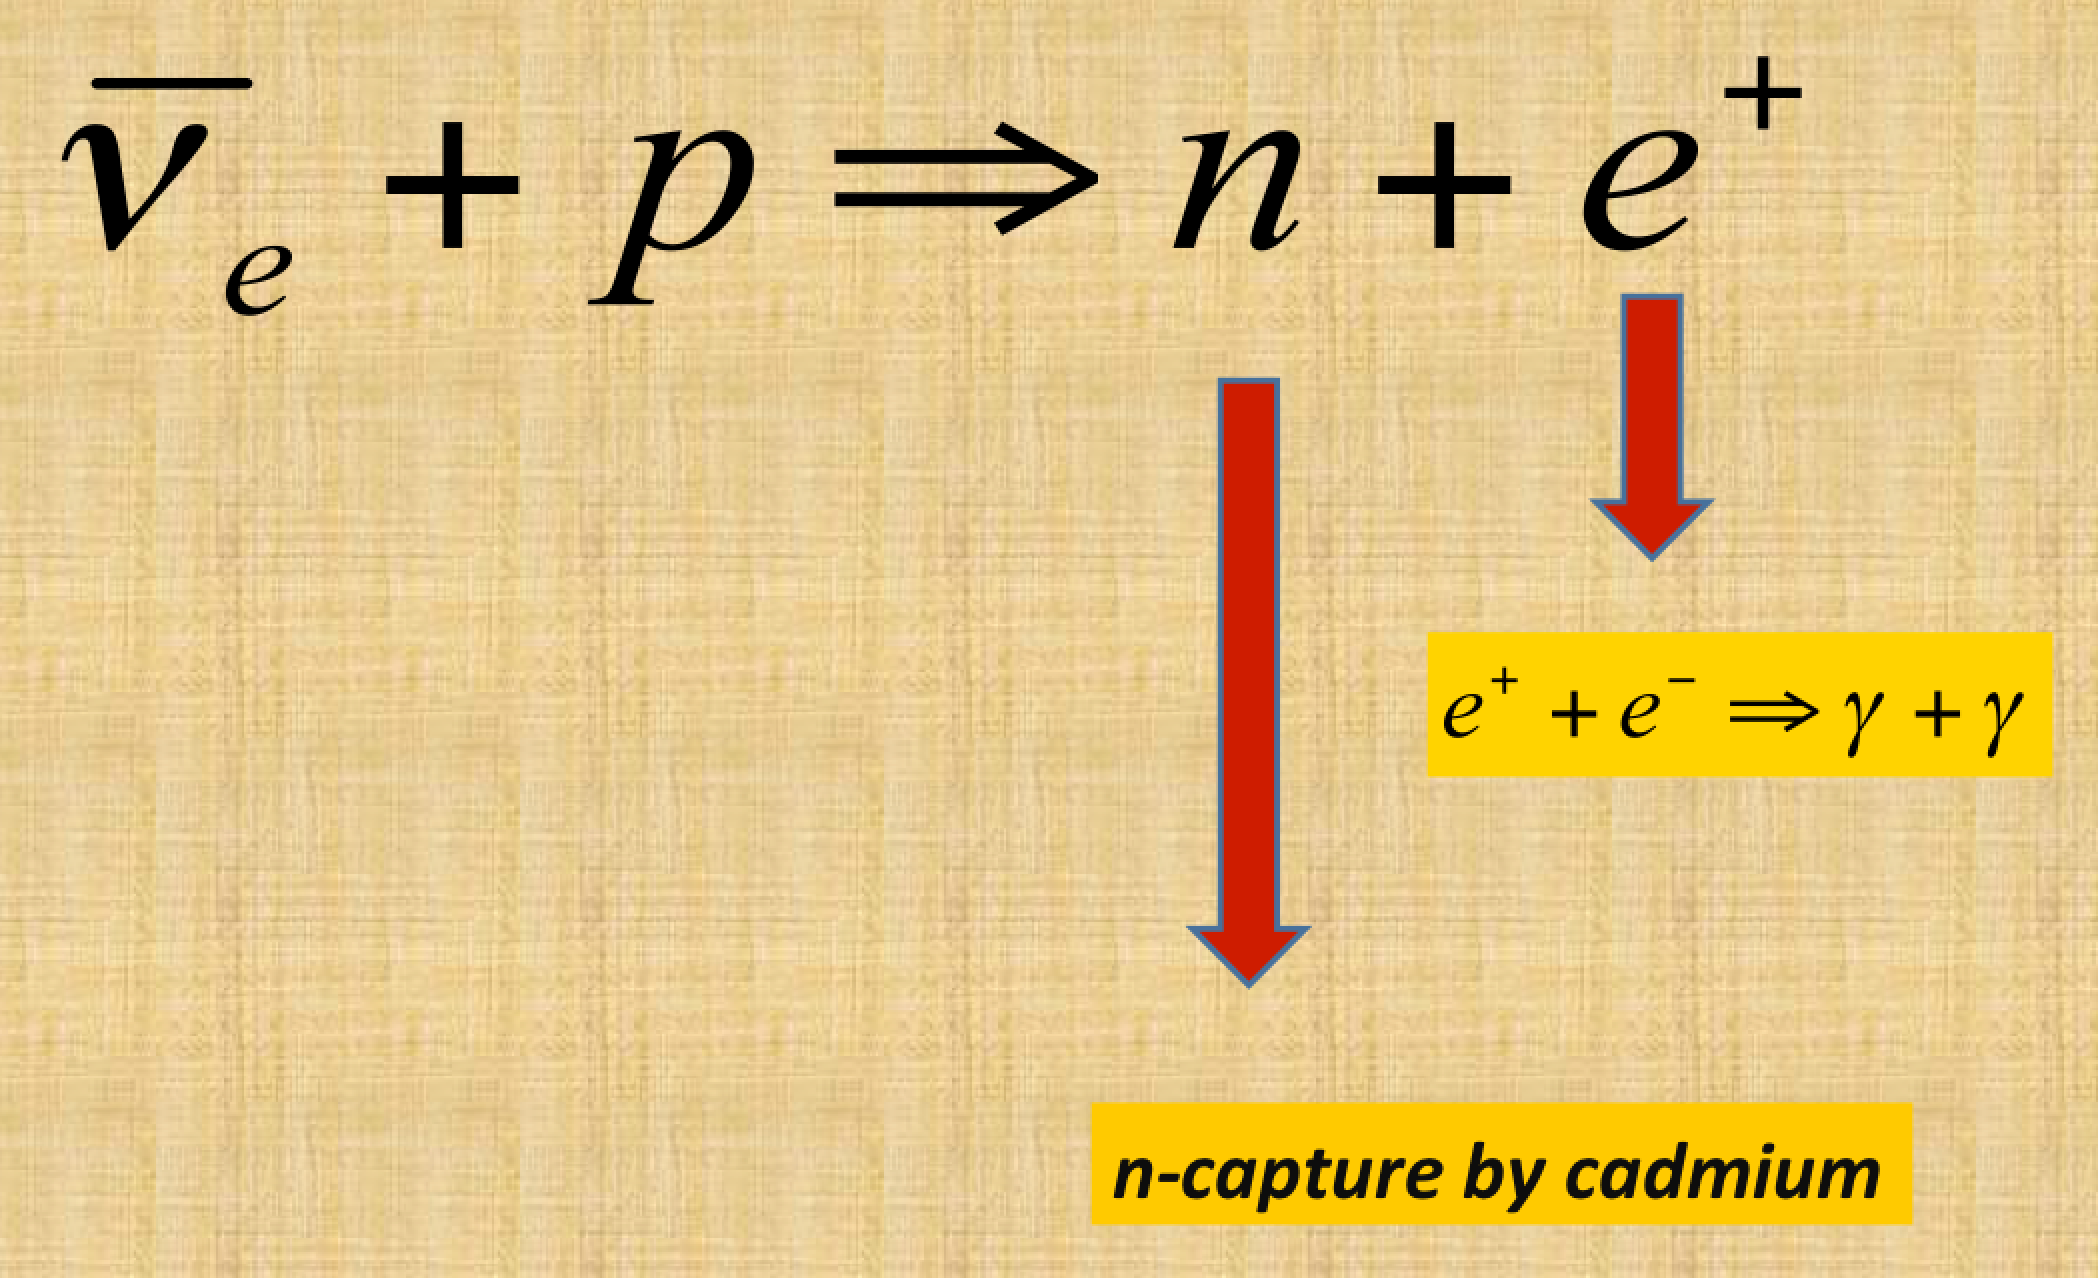 ν̅ₑ + p ⇒ n + e⁺
e⁺ + e⁻ ⇒ γ + γ
n-capture by cadmium